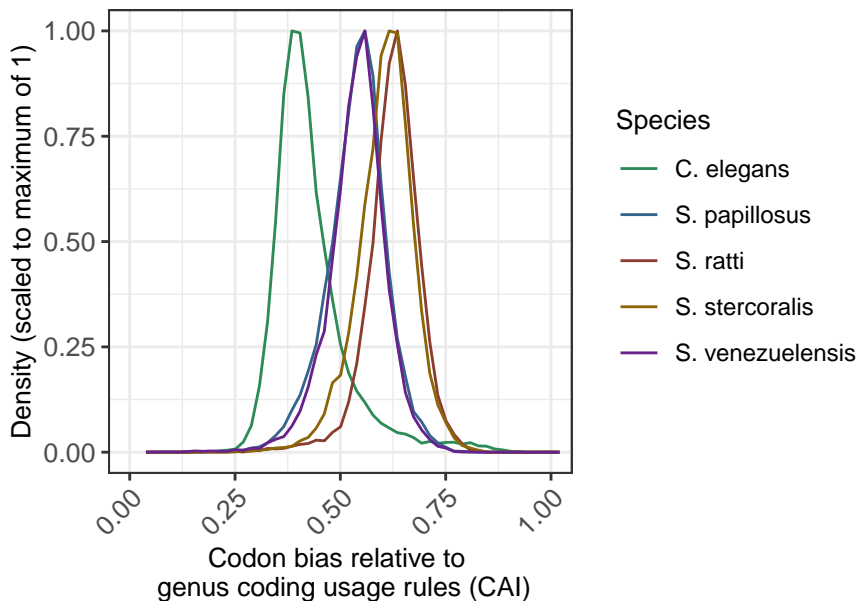 Density (scaled to maximum of 1)
1.00
0.75
0.50
0.25
0.00
0.00
0.25
0.50
0.75
1.00
Codon bias relative to
genus coding usage rules (CAI)
Species
C. elegans
S. papillosus
S. ratti
S. stercoralis
S. venezuelensis